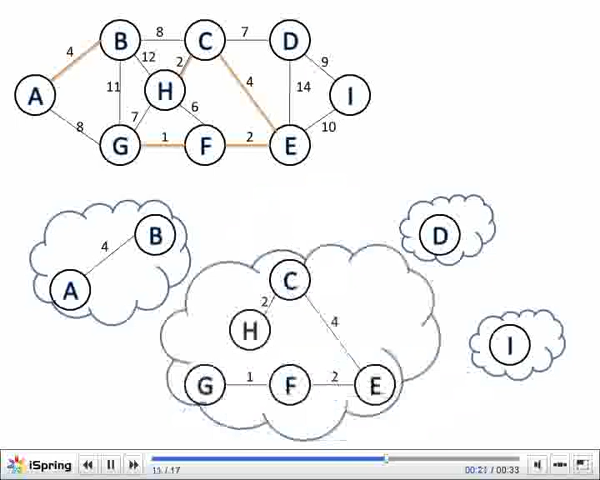 B 8 C 7 D
4 12 2 9
A 11 H 4 14 I
8 7 6 10
G 1 F 2 E
B
4
A
D
C
2
H 4
G 1 F 2 E
I
iSpring
/ 17
00:21 / 00:33